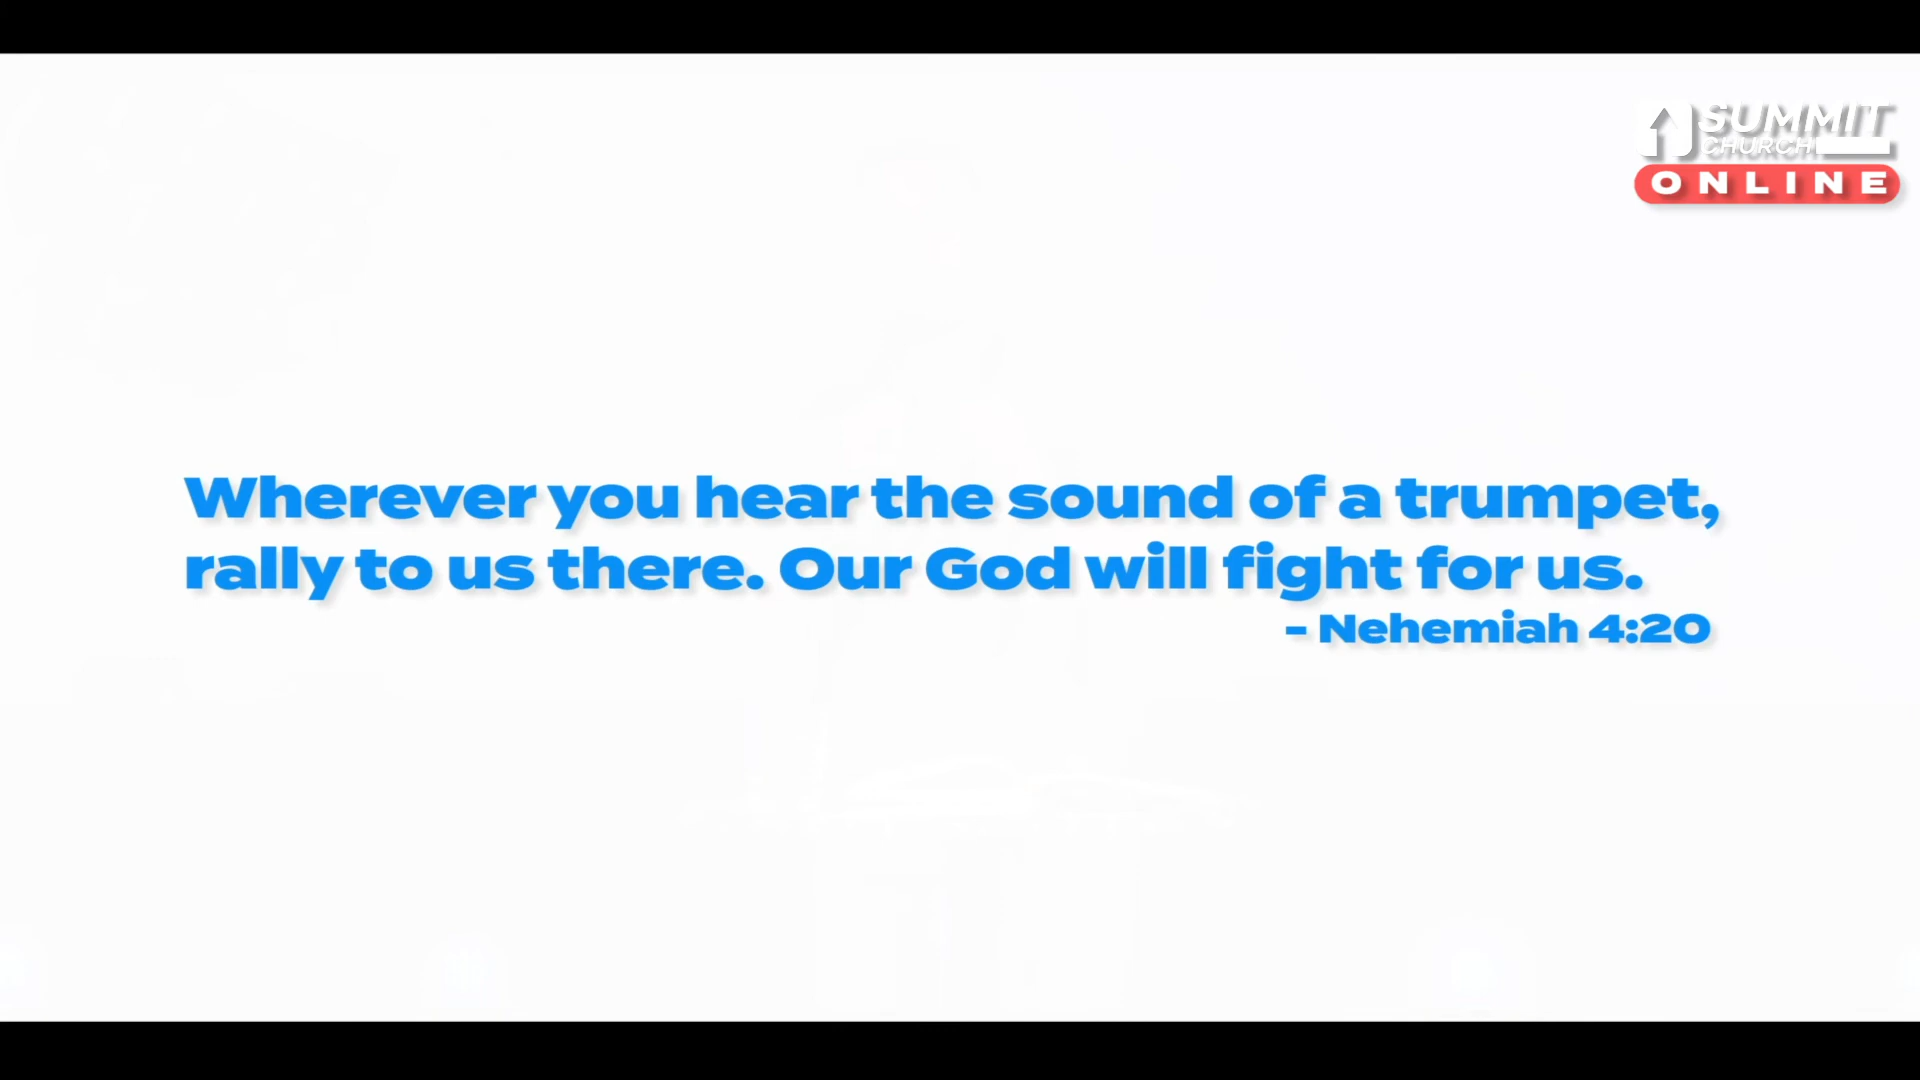 SUMMIT
CHURCH
ONLINE
Wherever you hear the sound of a trumpet,
rally to us there. Our God will fight for us.
- Nehemiah 4:20